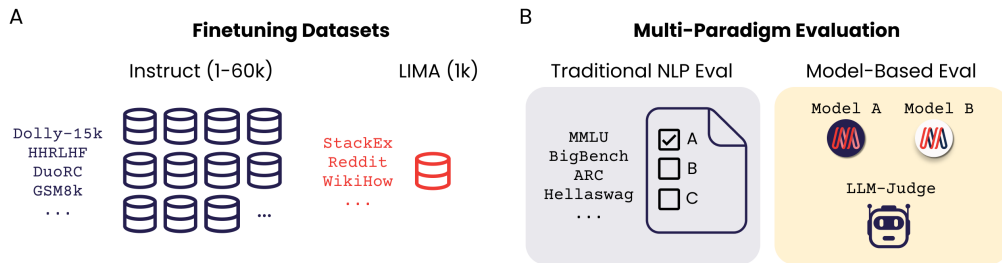 A
Finetuning Datasets
Instruct (1-60k)
LIMA (1k)
Dolly-15k
HHRLHF
DuoRC
GSM8k
...
...
StackEx
Reddit
WikiHow
...
B
Multi-Paradigm Evaluation
Traditional NLP Eval
MMLU
BigBench
ARC
Hellaswag
...
A
B
C
Model-Based Eval
Model A
Model B
LLM-Judge